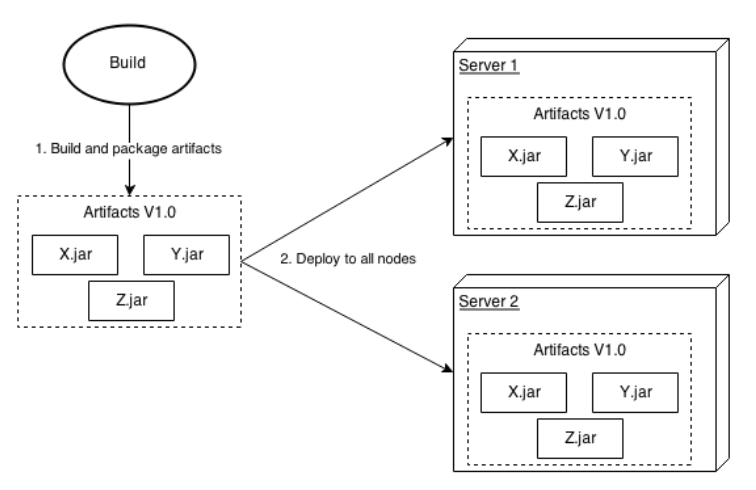 Build
1. Build and package artifacts
Artifacts V1.0
X.jar
Y.jar
Z.jar
2. Deploy to all nodes
Server 1
Artifacts V1.0
X.jar
Y.jar
Z.jar
Server 2
Artifacts V1.0
X.jar
Y.jar
Z.jar